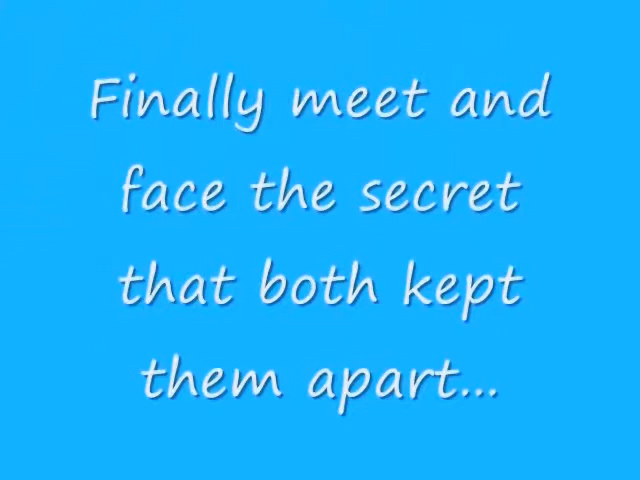 Finally meet and
face the secret
that both kept
them apart...